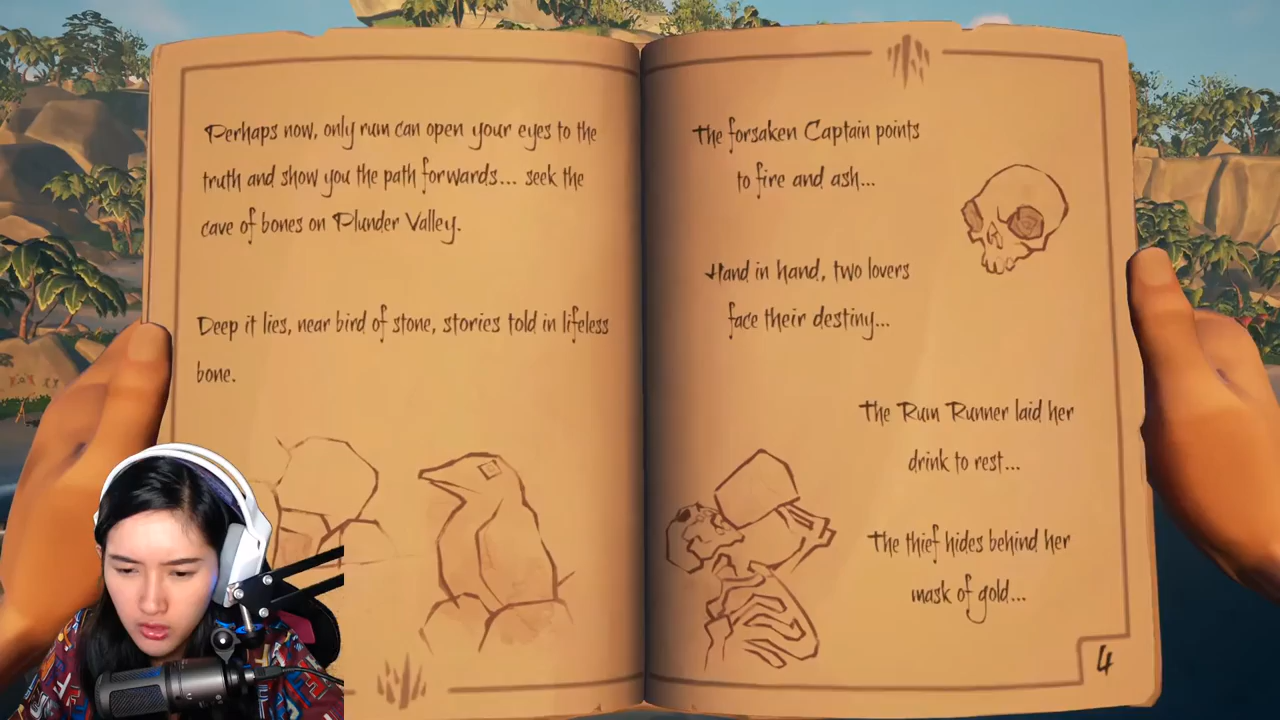 Perhaps now, only rum can open your eyes to the
truth and show you the path forwards... seek the
cave of bones on Plunder Valley.
Deep it lies, near bird of stone, stories told in lifeless
bone.
The forsaken Captain points
to fire and ash...
Hand in hand, two lovers
face their destiny...
The Rum Runner laid her
drink to rest...
The thief hides behind her
mask of gold...
4